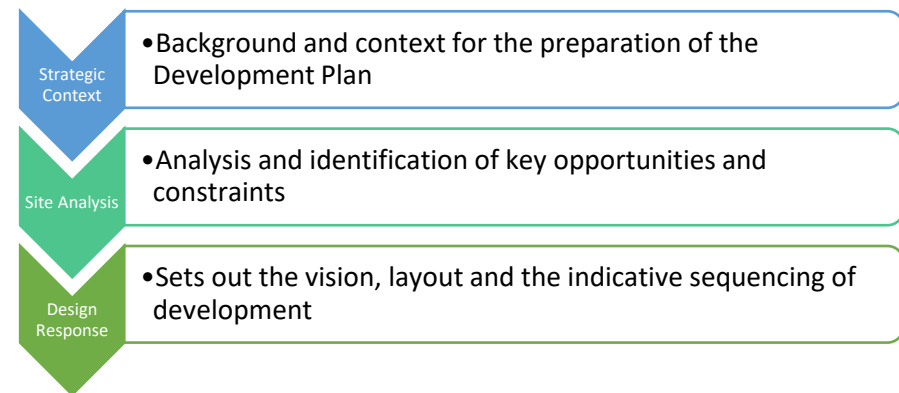 Strategic
Context
•Background and context for the preparation of the
Development Plan
Site Analysis
•Analysis and identification of key opportunities and
constraints
Design
Response
•Sets out the vision, layout and the indicative sequencing of
development